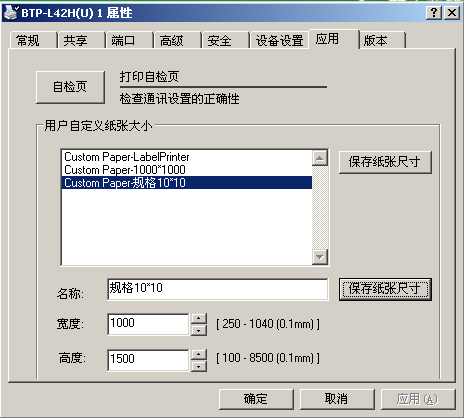 BTP-L42H(U) 1 属性
常规 共享 端口 高级 安全 设备设置 应用 版本
自检页
打印自检页
检查通讯设置的正确性
用户自定义纸张大小
Custom Paper-LabelPrinter
Custom Paper-1000*1000
Custom Paper-规格10*10
保存纸张尺寸
名称: 规格10*10 保存纸张尺寸
宽度: 1000 [ 250 - 1040 (0.1mm) ]
高度: 1500 [ 100 - 8500 (0.1mm) ]
确定 取消 应用(A)